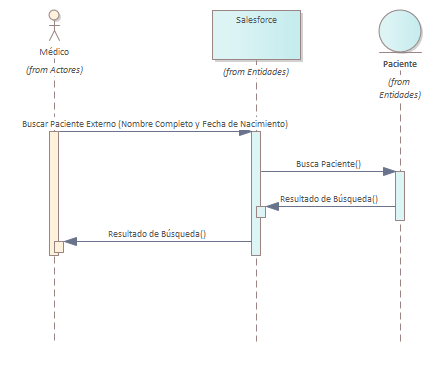 Salesforce
Médico
Paciente
(from Actores)
(from Entidades)
(from
Entidades)
Buscar Paciente Externo (Nombre Completo y Fecha de Nacimiento)
Busca Paciente()
Resultado de Búsqueda()
Resultado de Búsqueda()